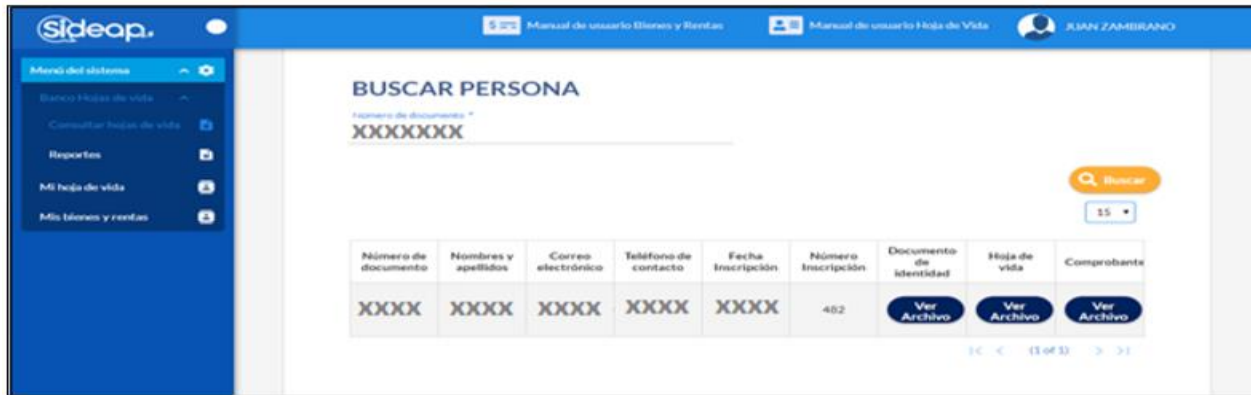 Sideap.
Manual de usuario Bienes y Rentas
Manual de usuario Hoja de Vida
JUAN ZAMBRANO
Menú del sistema
Banco Hojas de vida
Consultar hojas de vida
Reportes
Mi hoja de vida
Mis bienes y rentas
BUSCAR PERSONA
Número de documento *
XXXXXXX
Buscar
15
Número de documento
Nombres y apellidos
Correo electrónico
Teléfono de contacto
Fecha Inscripción
Número Inscripción
Documento de identidad
Hoja de vida
Comprobante
XXXX XXXX XXXX XXXX XXXX 482 Ver Archivo Ver Archivo Ver Archivo
(1 of 1)